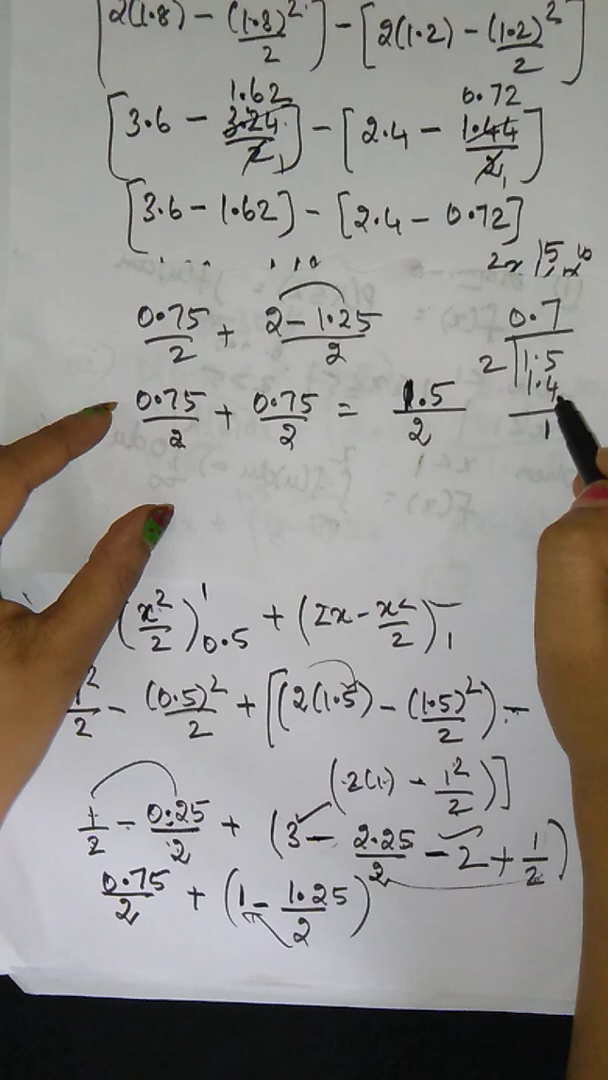 [2(1.8) - (1.8)²/2] - [2(1.2) - (1.2)²/2]
1.62 0.72
[3.6 - 3.24/2 1] - [2.4 - 1.44/2 1]
[3.6 - 1.62] - [2.4 - 0.72]
0.75/2 + 2 - 1.25/2
0.7
2 1.5
1.4
1
0.75/2 + 0.75/2 = 1.5/2
(x²/2) 1 0.5 + (2x - x²/2) 1
1²/2 - (0.5)²/2 + [(2(1.5) - (1.5)²/2) -
(2(1) - 1²/2)]
1/2 - 0.25/2 + (3 - 2.25/2 - 2 + 1/2)
0.75/2 + (1 - 1.25/2)